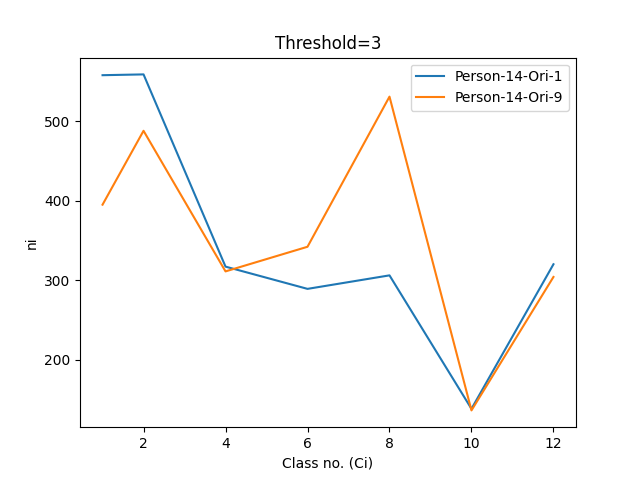 Threshold=3
Person-14-Ori-1
Person-14-Ori-9
ni
500
400
300
200
2 4 6 8 10 12
Class no. (Ci)